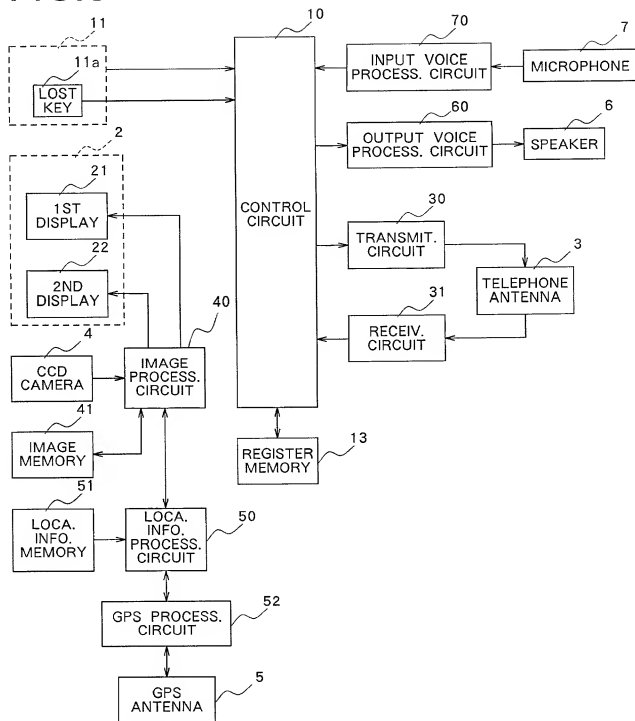 11
11a
LOST
KEY
2
21
1ST
DISPLAY
22
2ND
DISPLAY
4
CCD
CAMERA
40
IMAGE
PROCESS.
CIRCUIT
41
IMAGE
MEMORY
51
LOCA.
INFO.
MEMORY
50
LOCA.
INFO.
PROCESS.
CIRCUIT
52
GPS PROCESS.
CIRCUIT
5
GPS
ANTENNA
10
CONTROL
CIRCUIT
13
REGISTER
MEMORY
70
INPUT VOICE
PROCESS. CIRCUIT
7
MICROPHONE
60
OUTPUT VOICE
PROCESS. CIRCUIT
6
SPEAKER
30
TRANSMIT.
CIRCUIT
3
TELEPHONE
ANTENNA
31
RECEIV.
CIRCUIT